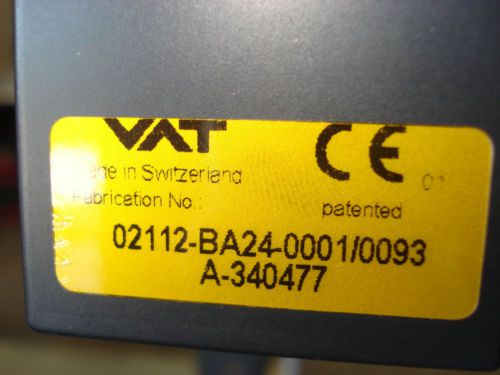 VAT CE
Made in Switzerland
Fabrication No.:
patented
02112-BA24-0001/0093
A-340477